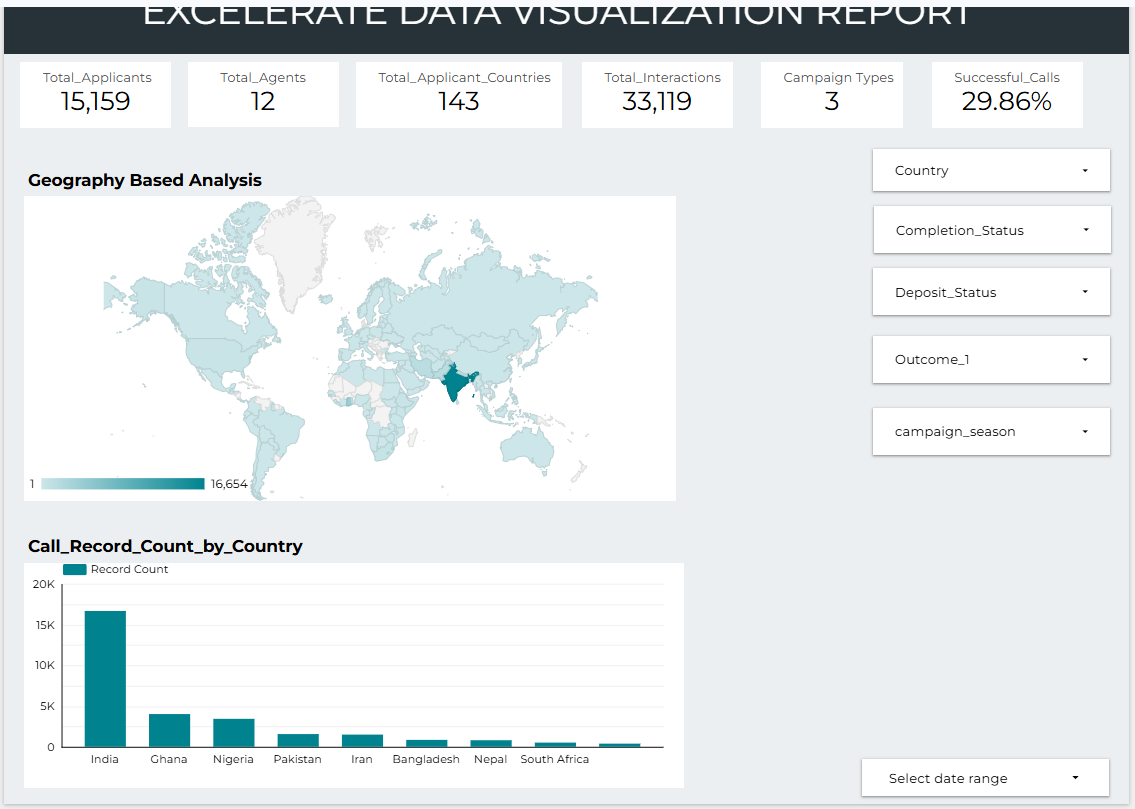 EXCELERATE DATA VISUALIZATION REPORT
Total_Applicants
15,159
Total_Agents
12
Total_Applicant_Countries
143
Total_Interactions
33,119
Campaign Types
3
Successful_Calls
29.86%
Geography Based Analysis
1
16,654
Country
Completion_Status
Deposit_Status
Outcome_1
campaign_season
Call_Record_Count_by_Country
Record Count
20K
15K
10K
5K
0
India
Ghana
Nigeria
Pakistan
Iran
Bangladesh
Nepal
South Africa
Select date range